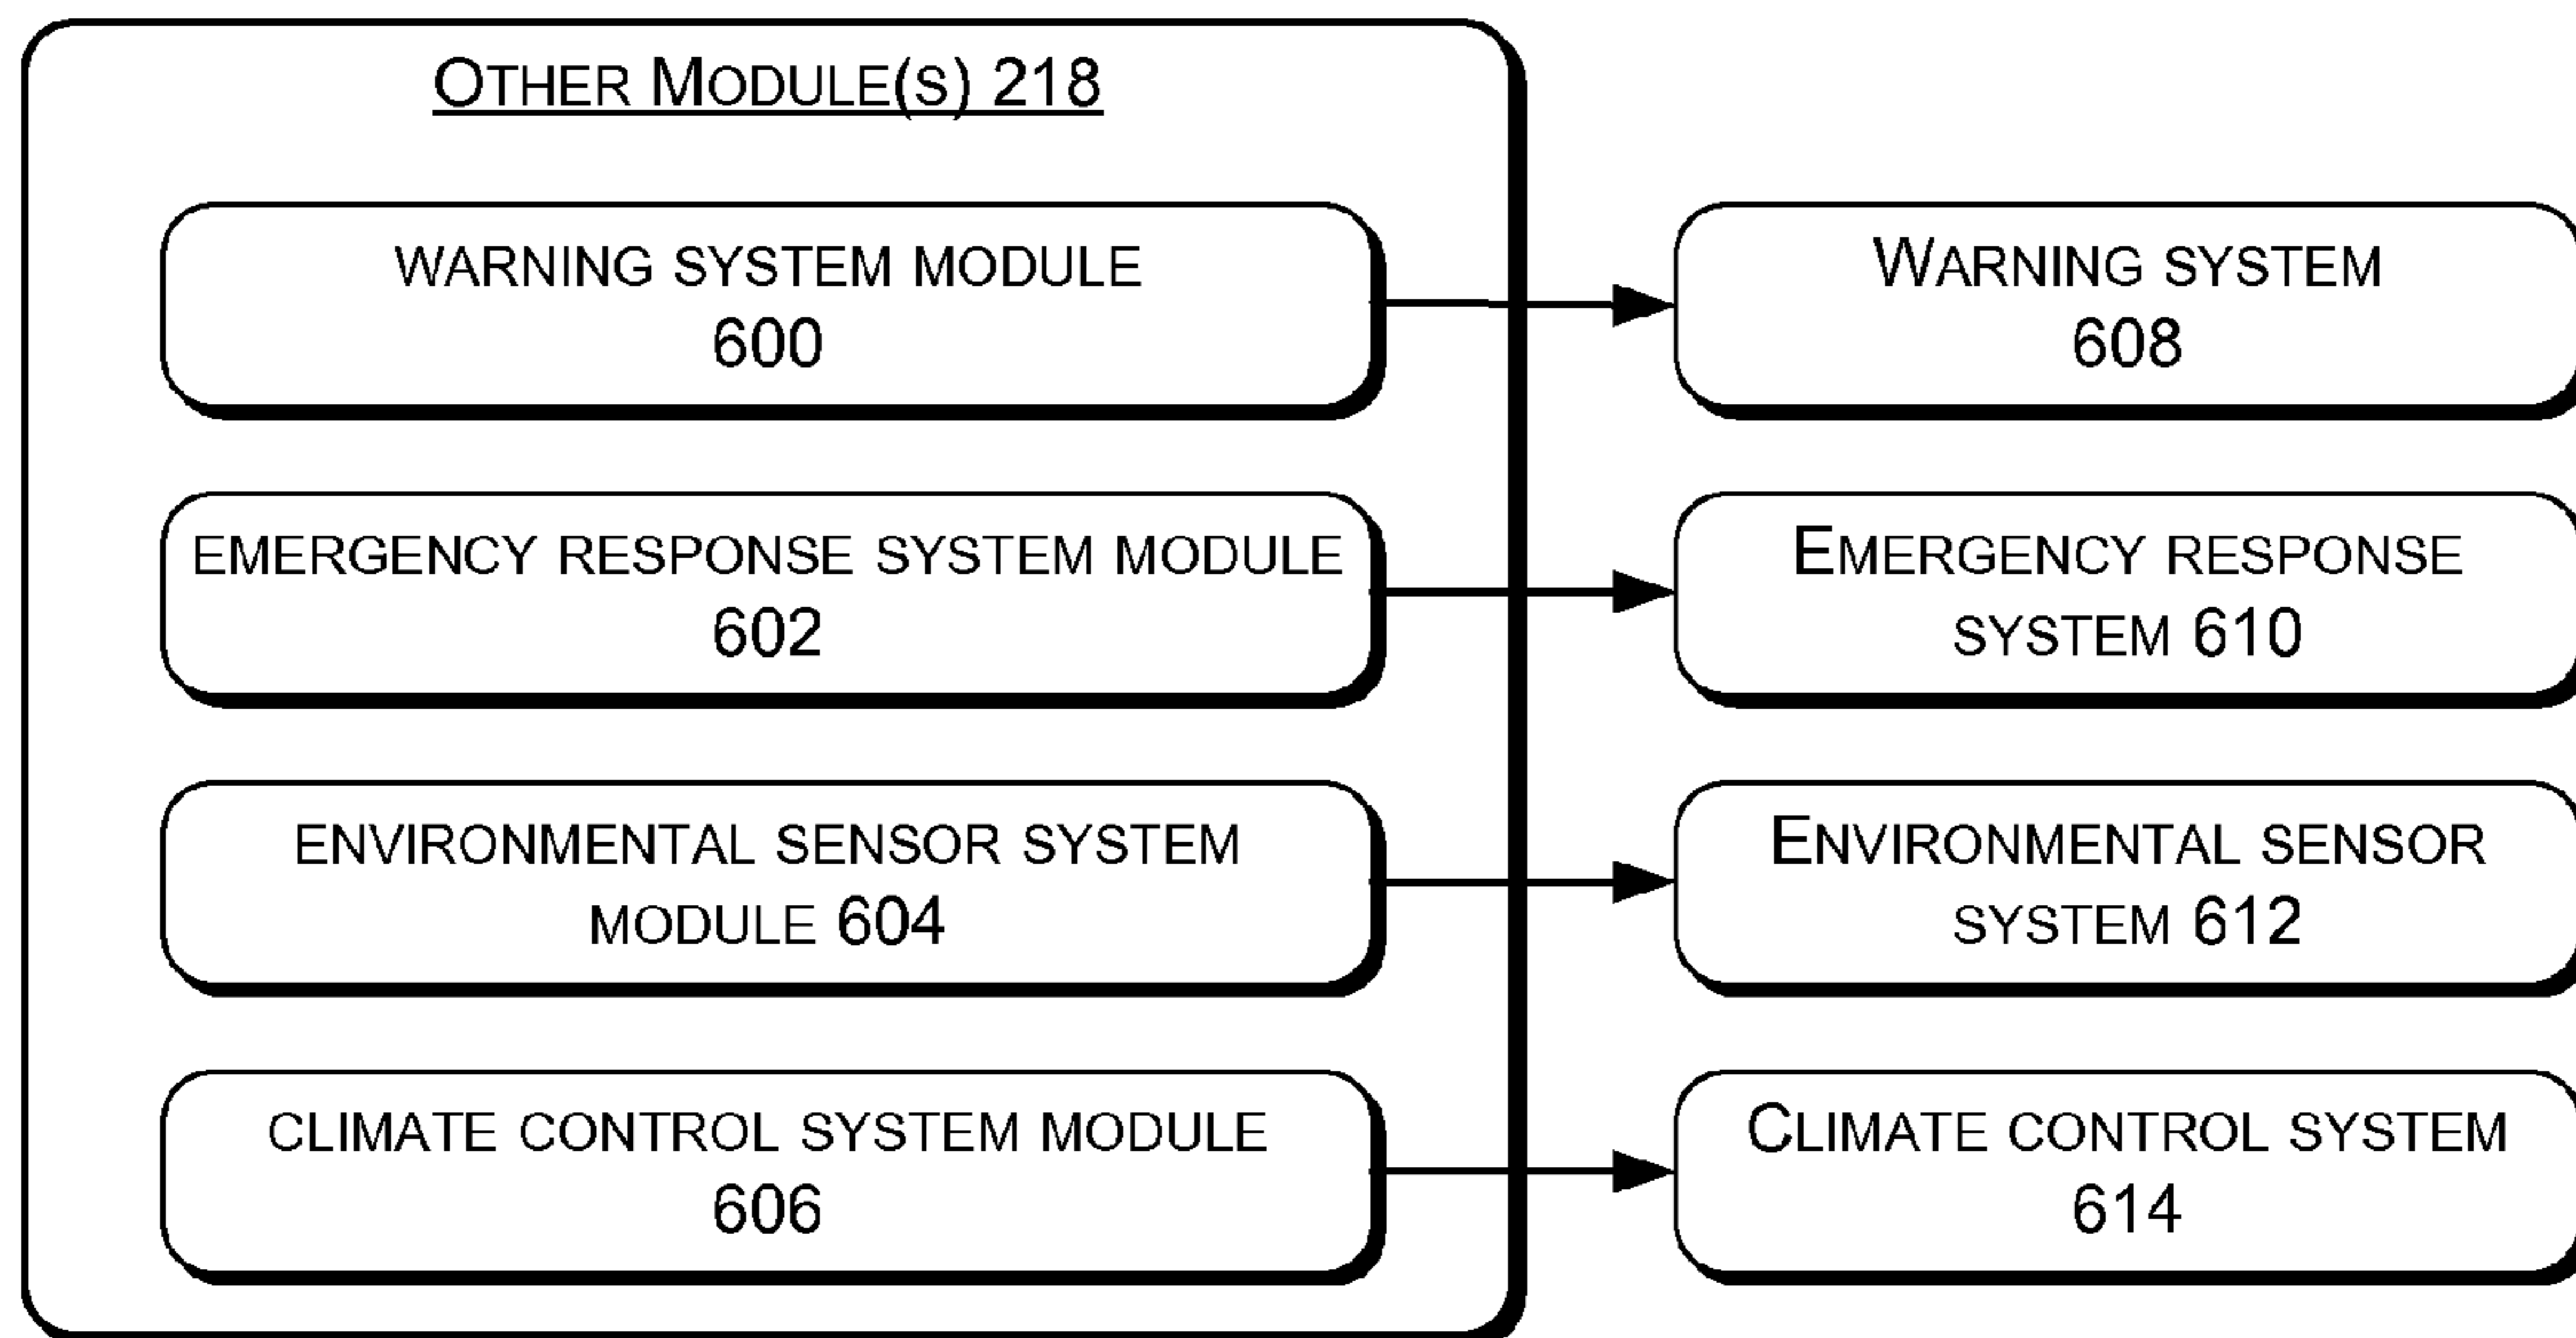 OTHER MODULE(S) 218
WARNING SYSTEM MODULE
600
WARNING SYSTEM
608
EMERGENCY RESPONSE SYSTEM MODULE
602
EMERGENCY RESPONSE
SYSTEM 610
ENVIRONMENTAL SENSOR SYSTEM
MODULE 604
ENVIRONMENTAL SENSOR
SYSTEM 612
CLIMATE CONTROL SYSTEM MODULE
606
CLIMATE CONTROL SYSTEM
614